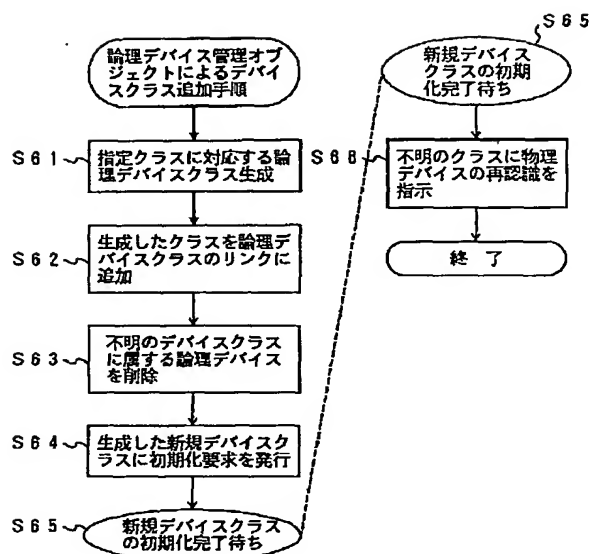 論理デバイス管理オブ
ジェクトによるデバイ
スクラス追加手順
S61
指定クラスに対応する論
理デバイスクラス生成
S62
生成したクラスを論理デ
バイスクラスのリンクに
追加
S63
不明のデバイスクラス
に属する論理デバイス
を削除
S64
生成した新規デバイスク
ラスに初期化要求を発行
S65
新規デバイスクラス
の初期化完了待ち
S65
新規デバイス
クラスの初期
化完了待ち
S66
不明のクラスに物理
デバイスの再認識を
指示
終了